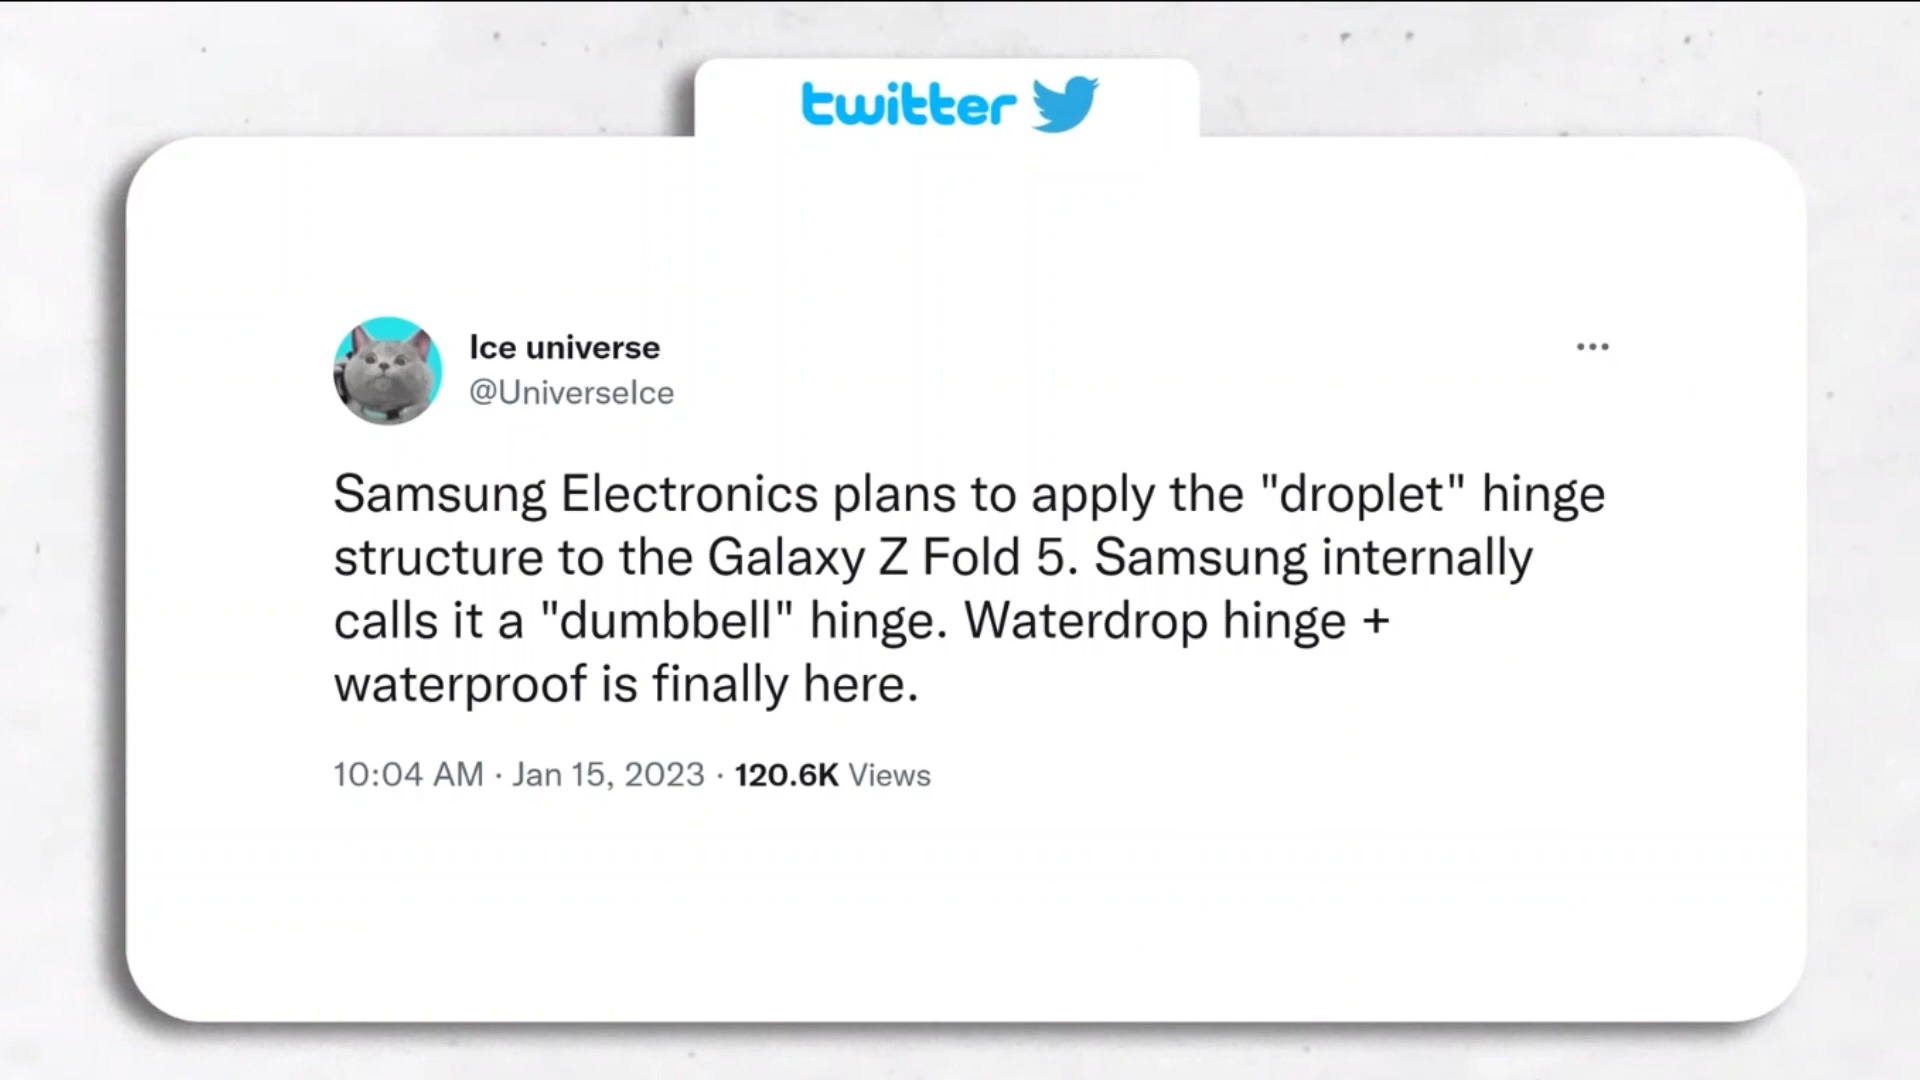 twitter
Ice universe
@UniverseIce
Samsung Electronics plans to apply the "droplet" hinge
structure to the Galaxy Z Fold 5. Samsung internally
calls it a "dumbbell" hinge. Waterdrop hinge +
waterproof is finally here.
10:04 AM · Jan 15, 2023 · 120.6K Views